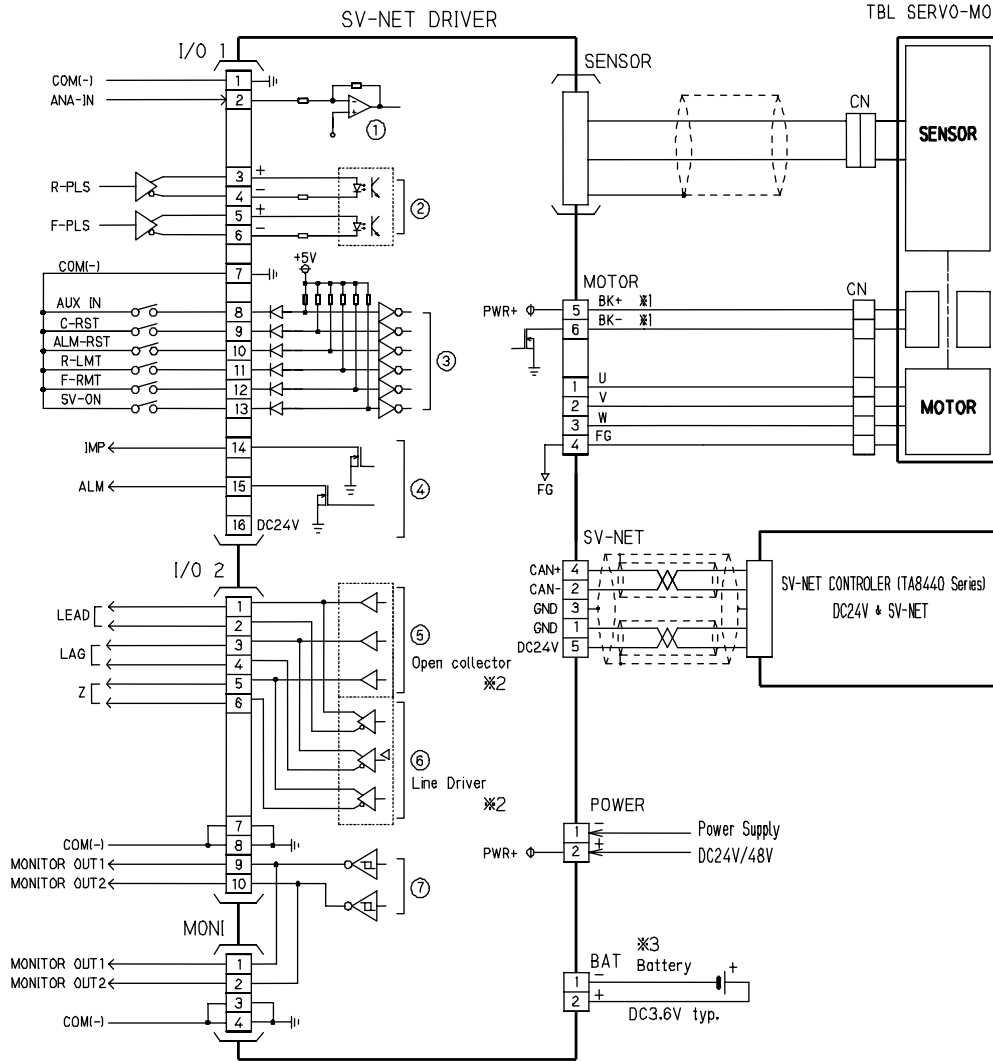 SV-NET DRIVER
TBL SERVO-MO
I/O 1
COM(-)
1
ANA-IN
2
①
R-PLS
3
+
4
−
②
F-PLS
5
+
6
−
COM(-)
7
+5V
AUX IN
8
C-RST
9
ALM-RST
10
③
R-LMT
11
F-RMT
12
SV-ON
13
IMP
14
ALM
15
④
16
DC24V
I/O 2
LEAD
1
2
LAG
3
4
Z
5
6
⑤
Open collector
※2
⑥
Line Driver
※2
7
COM(-)
8
MONITOR OUT1
9
MONITOR OUT2
10
⑦
MONI
MONITOR OUT1
1
MONITOR OUT2
2
3
COM(-)
4
SENSOR
CN
SENSOR
MOTOR
CN
PWR+
5
BK+ ※1
6
BK- ※1
1
U
2
V
3
W
4
FG
FG
MOTOR
SV-NET
CAN+
4
CAN-
2
GND
3
GND
1
DC24V
5
SV-NET CONTROLER (TA8440 Series)
DC24V & SV-NET
POWER
1
−
Power Supply
PWR+
2
+
DC24V/48V
BAT
※3
Battery
1
−
+
2
+
DC3.6V typ.